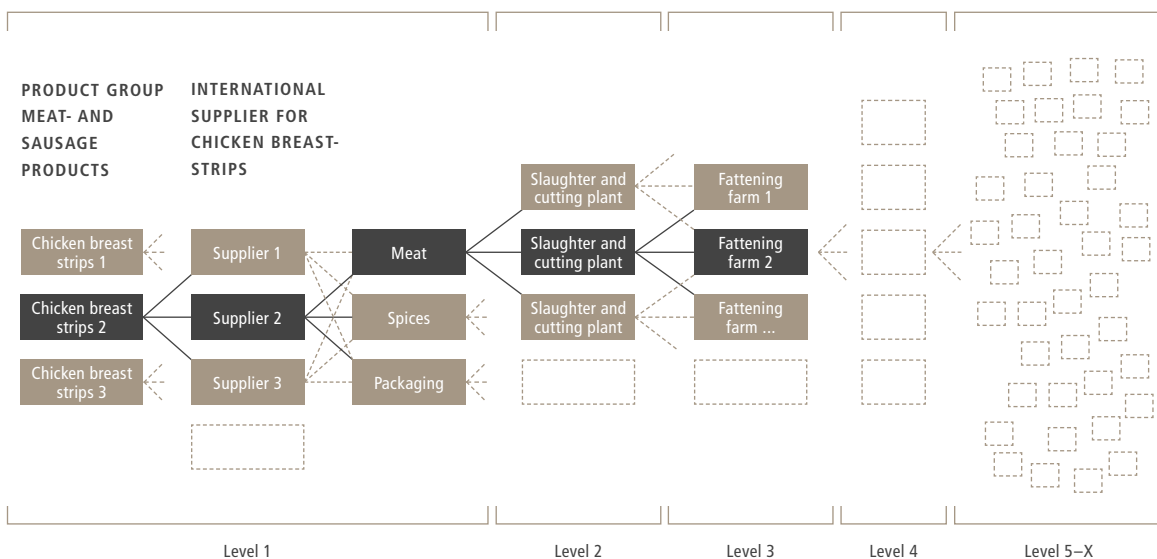 PRODUCT GROUP
MEAT- AND
SAUSAGE
PRODUCTS
INTERNATIONAL
SUPPLIER FOR
CHICKEN BREAST-
STRIPS
Chicken breast
strips 1
Chicken breast
strips 2
Chicken breast
strips 3
Supplier 1
Supplier 2
Supplier 3
Meat
Spices
Packaging
Slaughter and
cutting plant
Slaughter and
cutting plant
Slaughter and
cutting plant
Fattening
farm 1
Fattening
farm 2
Fattening
farm ...
Level 1
Level 2
Level 3
Level 4
Level 5–X